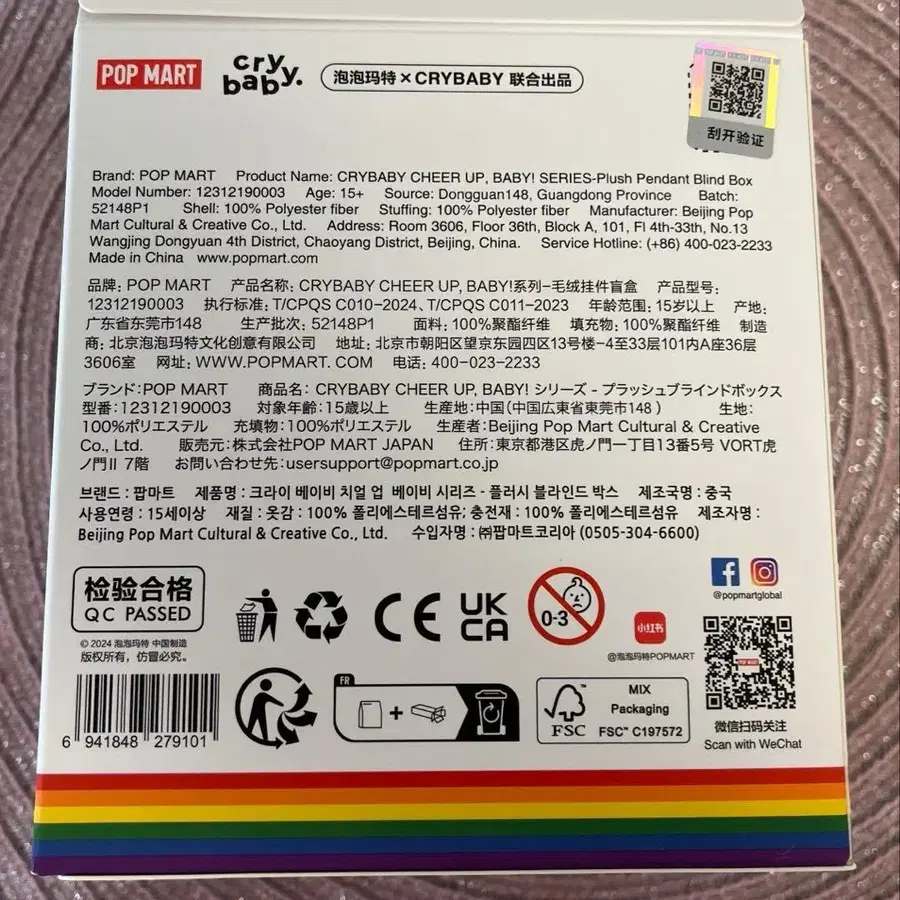 POP MART
cry baby.
泡泡玛特×CRYBABY 联合出品
刮开验证
Brand: POP MART Product Name: CRYBABY CHEER UP, BABY! SERIES-Plush Pendant Blind Box
Model Number: 12312190003 Age: 15+ Source: Dongguan148, Guangdong Province Batch:
52148P1 Shell: 100% Polyester fiber Stuffing: 100% Polyester fiber Manufacturer: Beijing Pop
Mart Cultural & Creative Co., Ltd. Address: Room 3606, Floor 36th, Block A, 101, Fl 4th-33th, No.13
Wangjing Dongyuan 4th District, Chaoyang District, Beijing, China. Service Hotline: (+86) 400-023-2233
Made in China www.popmart.com
品牌: POP MART 产品名称: CRYBABY CHEER UP, BABY!系列-毛绒挂件盲盒 产品型号:
12312190003 执行标准: T/CPQS C010-2024、T/CPQS C011-2023 年龄范围: 15岁以上 产地:
广东省东莞市148 生产批次: 52148P1 面料: 100%聚酯纤维 填充物: 100%聚酯纤维 制造
商: 北京泡泡玛特文化创意有限公司 地址: 北京市朝阳区望京东园四区13号楼-4至33层101内A座36层
3606室 网址: WWW.POPMART. COM 电话: 400-023-2233
ブランド:POP MART 商品名: CRYBABY CHEER UP, BABY! シリーズ - プラッシュブラインドボックス
型番:12312190003 対象年齢:15歳以上 生産地:中国(中国広東省東莞市148 ) 生地:
100%ポリエステル 充填物:100%ポリエステル 生産者:Beijing Pop Mart Cultural & Creative
Co., Ltd. 販売元:株式会社POP MART JAPAN 住所:東京都港区虎ノ門一丁目13番5号 VORT虎
ノ門II 7階 お問い合わせ先:usersupport@popmart.co.jp
브랜드 : 팝마트 제품명 : 크라이 베이비 치얼 업 베이비 시리즈 - 플러시 블라인드 박스 제조국명 : 중국
사용연령 : 15세이상 재질 : 옷감 : 100% 폴리에스테르섬유; 충전재 : 100% 폴리에스테르섬유 제조자명 :
Beijing Pop Mart Cultural & Creative Co., Ltd. 수입자명 : ㈜팝마트코리아 (0505-304-6600)
检验合格
QC PASSED
© 2024 泡泡玛特 中国制造
版权所有，仿冒必究。
CE
UK
CA
0-3
小红书
@泡泡玛特POPMART
@popmartglobal
POP MART
微信扫码关注
Scan with WeChat
6 941848 279101
FR
+
FSC
MIX
Packaging
FSC™ C197572